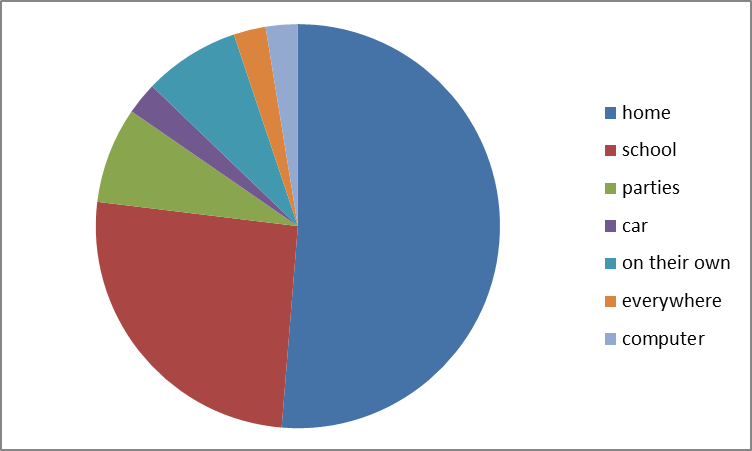 home
school
parties
car
on their own
everywhere
computer